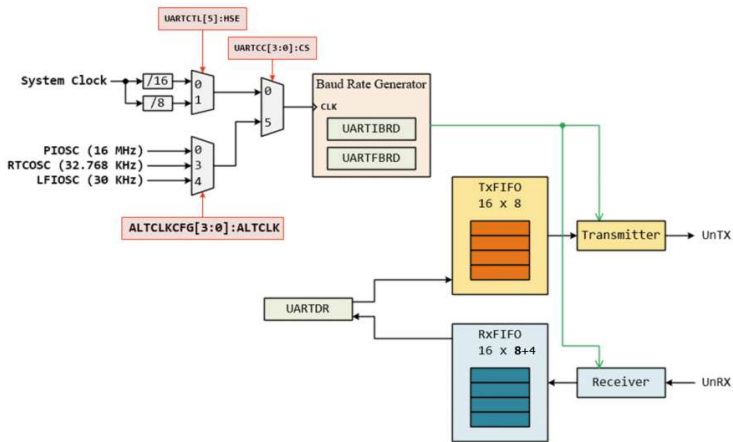 UARTCTL[5]:HSE
UARTCC[3:0]:CS
System Clock
/16
/8
0
1
0
5
Baud Rate Generator
CLK
UARTIBRD
UARTFBRD
PIOSC (16 MHz)
RTCOSC (32.768 KHz)
LFIOSC (30 KHz)
0
3
4
ALTCLKCFG[3:0]:ALTCLK
TxFIFO
16 x 8
Transmitter
UnTX
UARTDR
RxFIFO
16 x 8+4
Receiver
UnRX